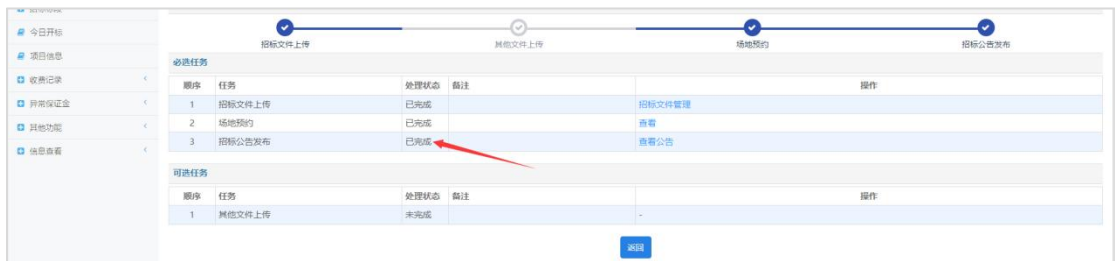 今日开标
项目信息
收费记录
异常保证金
其他功能
信息查看
招标文件上传 其他文件上传 场地预约 招标公告发布
必选任务
顺序 任务 处理状态 备注 操作
1 招标文件上传 已完成 招标文件管理
2 场地预约 已完成 查看
3 招标公告发布 已完成 查看公告
可选任务
顺序 任务 处理状态 备注 操作
1 其他文件上传 未完成 -
返回